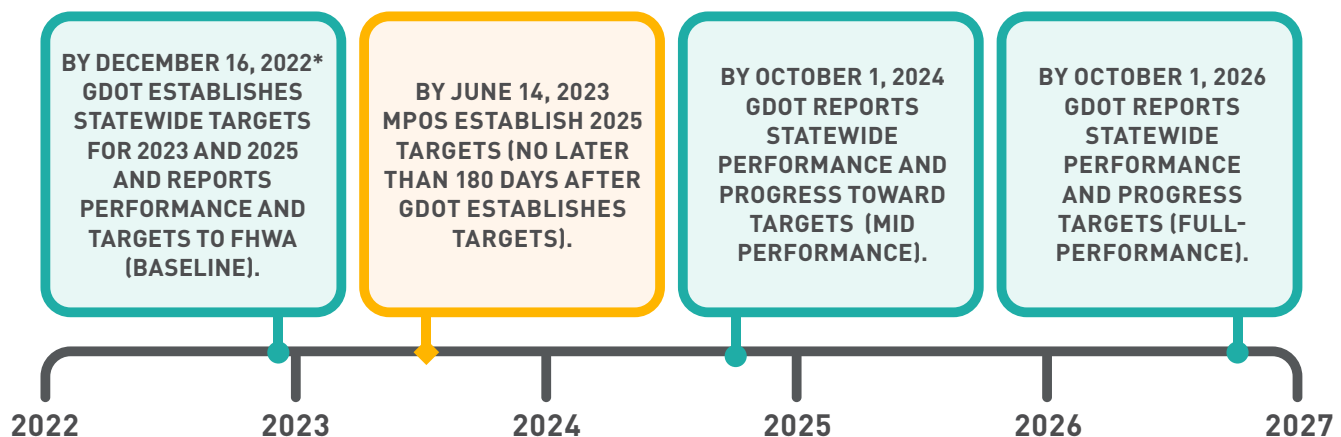 BY DECEMBER 16, 2022*
GDOT ESTABLISHES
STATEWIDE TARGETS
FOR 2023 AND 2025
AND REPORTS
PERFORMANCE AND
TARGETS TO FHWA
(BASELINE).
BY JUNE 14, 2023
MPOS ESTABLISH 2025
TARGETS (NO LATER
THAN 180 DAYS AFTER
GDOT ESTABLISHES
TARGETS).
BY OCTOBER 1, 2024
GDOT REPORTS
STATEWIDE
PERFORMANCE AND
PROGRESS TOWARD
TARGETS (MID
PERFORMANCE).
BY OCTOBER 1, 2026
GDOT REPORTS
STATEWIDE
PERFORMANCE
AND PROGRESS
TARGETS (FULL-
PERFORMANCE).
2022 2023 2024 2025 2026 2027